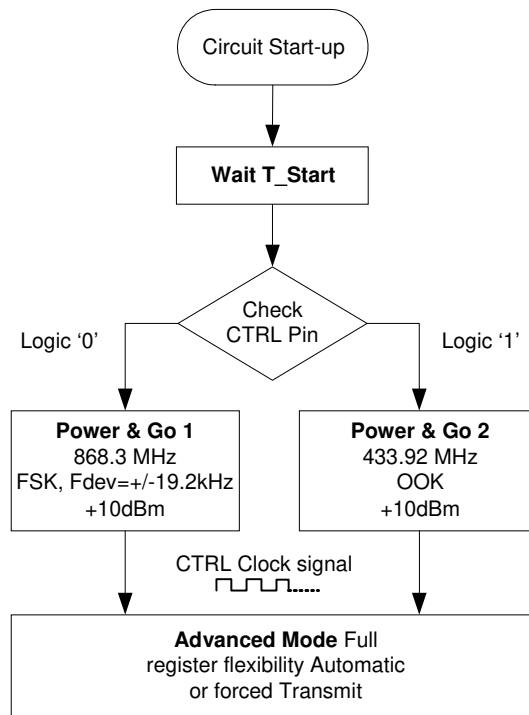 Circuit Start-up
Wait T_Start
Check
CTRL Pin
Logic ‘0’
Logic ‘1’
Power & Go 1
868.3 MHz
FSK, Fdev=+/-19.2kHz
+10dBm
Power & Go 2
433.92 MHz
OOK
+10dBm
CTRL Clock signal
Advanced Mode Full
register flexibility Automatic
or forced Transmit